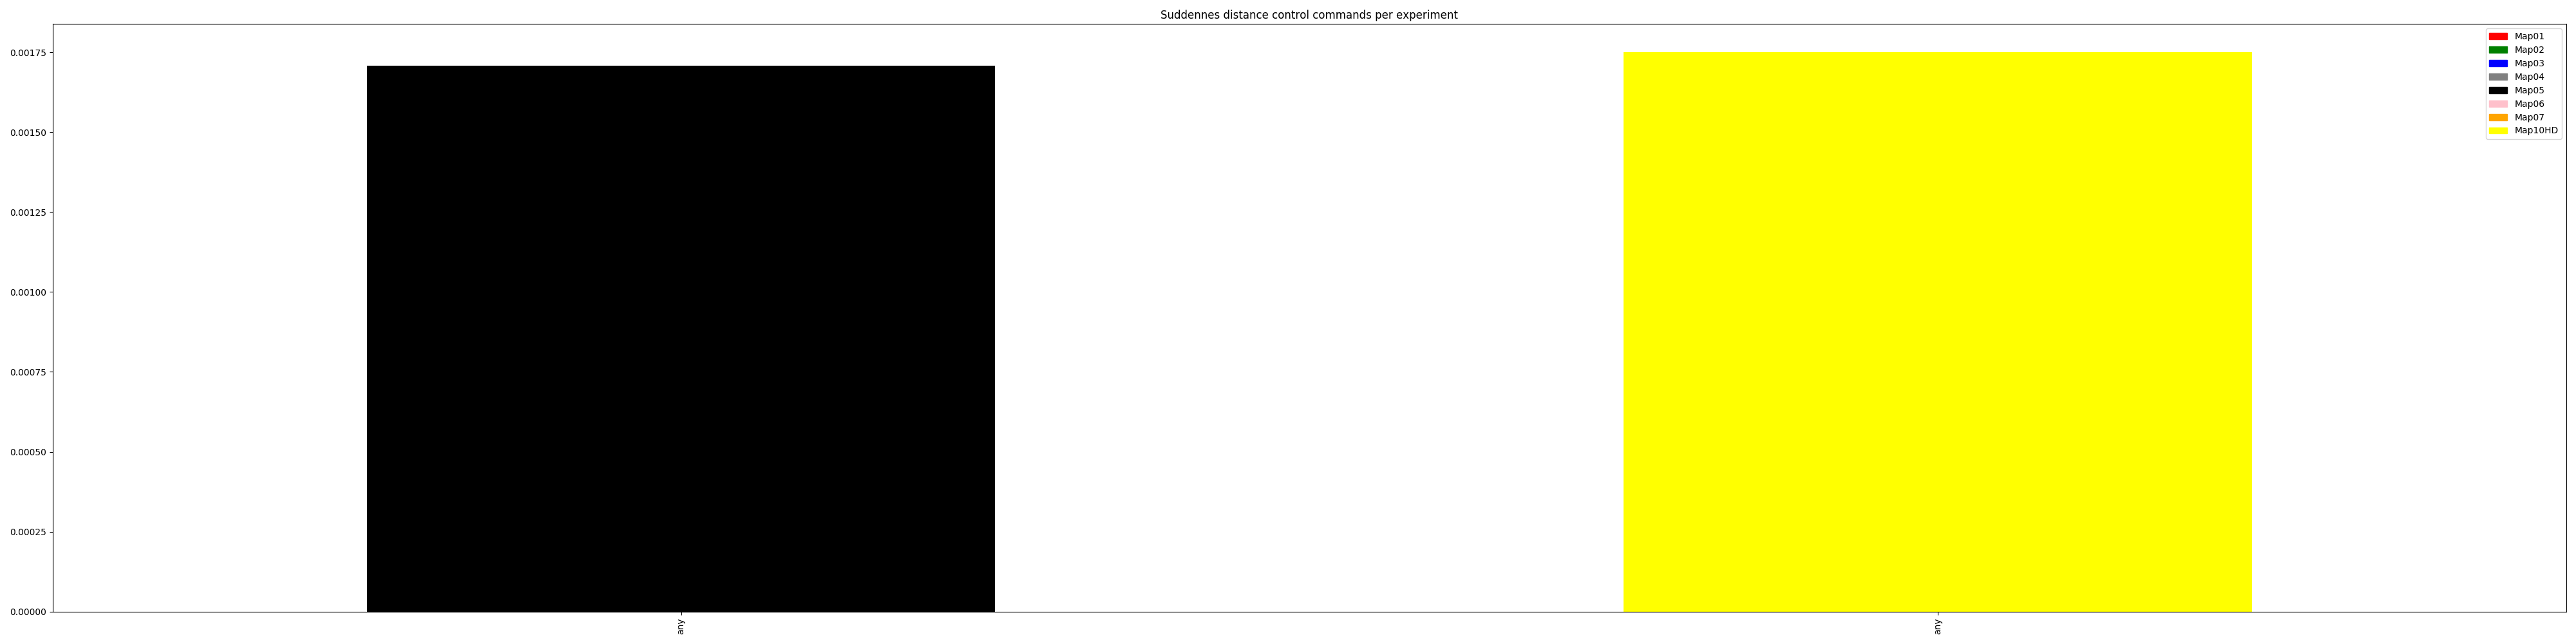 Suddennes distance control commands per experiment
0.00175
0.00150
0.00125
0.00100
0.00075
0.00050
0.00025
0.00000
Map01
Map02
Map03
Map04
Map05
Map06
Map07
Map10HD
any
any